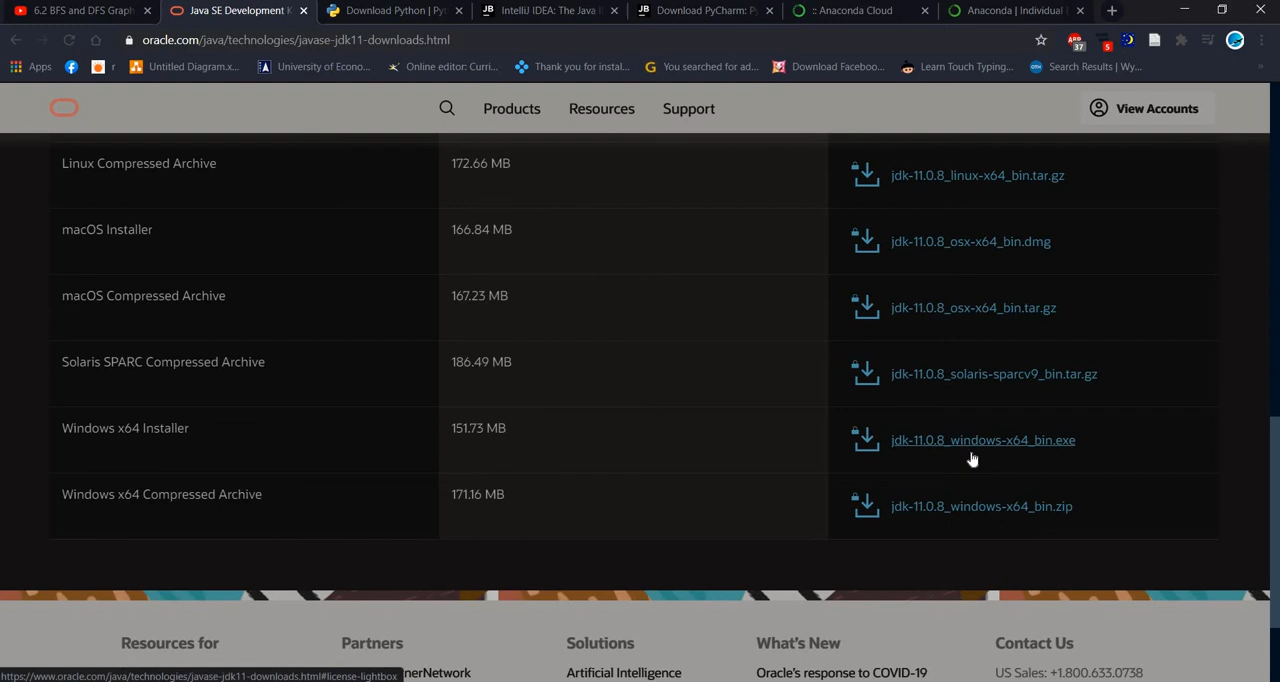 6.2 BFS and DFS Graph
Java SE Development K
Download Python | Pyt
JB IntelliJ IDEA: The Java I
JB Download PyCharm: Py
:: Anaconda Cloud
Anaconda | Individual
oracle.com/java/technologies/javase-jdk11-downloads.html
37
5
Apps
r
Untitled Diagram.x...
University of Econo...
Online editor: Curri...
Thank you for instal...
You searched for ad...
Download Faceboo...
Learn Touch Typing...
Search Results | Wy...
Products
Resources
Support
View Accounts
Linux Compressed Archive 172.66 MB jdk-11.0.8_linux-x64_bin.tar.gz
macOS Installer 166.84 MB jdk-11.0.8_osx-x64_bin.dmg
macOS Compressed Archive 167.23 MB jdk-11.0.8_osx-x64_bin.tar.gz
Solaris SPARC Compressed Archive 186.49 MB jdk-11.0.8_solaris-sparcv9_bin.tar.gz
Windows x64 Installer 151.73 MB jdk-11.0.8_windows-x64_bin.exe
Windows x64 Compressed Archive 171.16 MB jdk-11.0.8_windows-x64_bin.zip
Resources for
Partners
Solutions
What's New
Contact Us
https://www.oracle.com/java/technologies/javase-jdk11-downloads.html#license-lightbox
nerNetwork
Artificial Intelligence
Oracle's response to COVID-19
US Sales: +1.800.633.0738